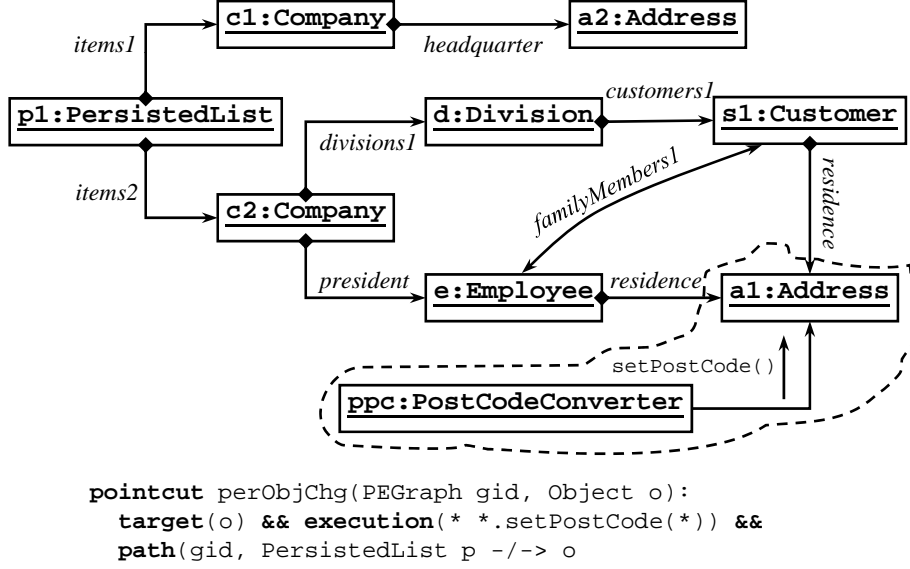 c1:Company
a2:Address
items1
headquarter
p1:PersistedList
d:Division
customers1
s1:Customer
divisions1
items2
c2:Company
familyMembers1
residence
president
e:Employee
residence
a1:Address
setPostCode()
ppc:PostCodeConverter
pointcut perObjChg(PEGraph gid, Object o):
target(o) && execution(* *.setPostCode(*)) &&
path(gid, PersistedList p -/-> o